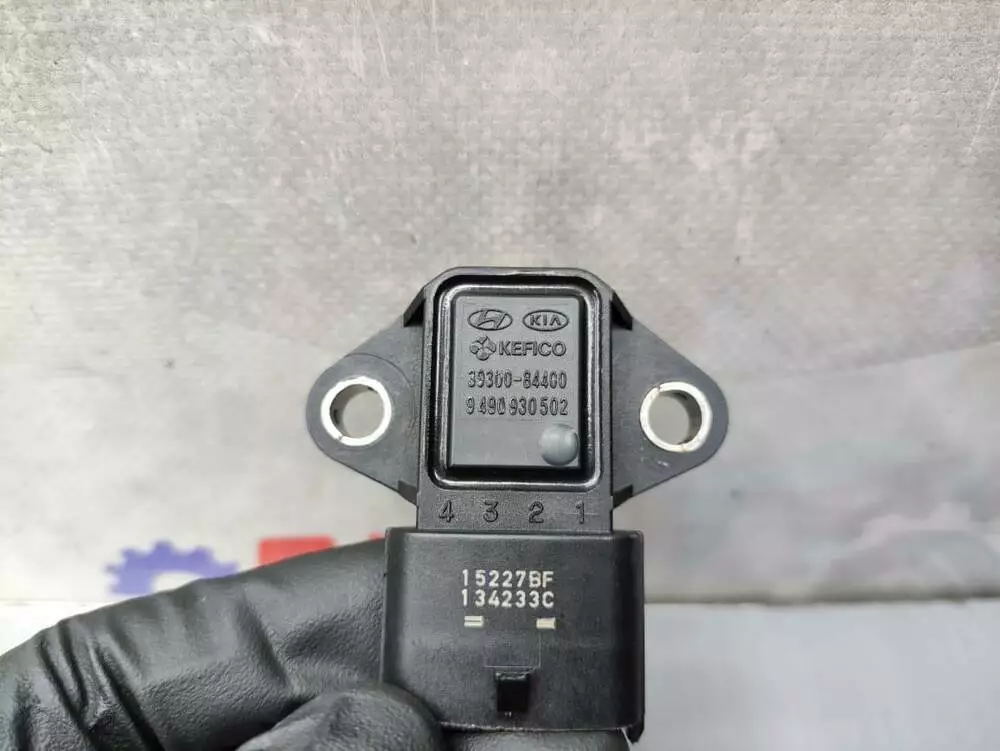 KIA
KEFICO
39300-84400
9 490 930 502
4 3 2 1
15227BF
134233C